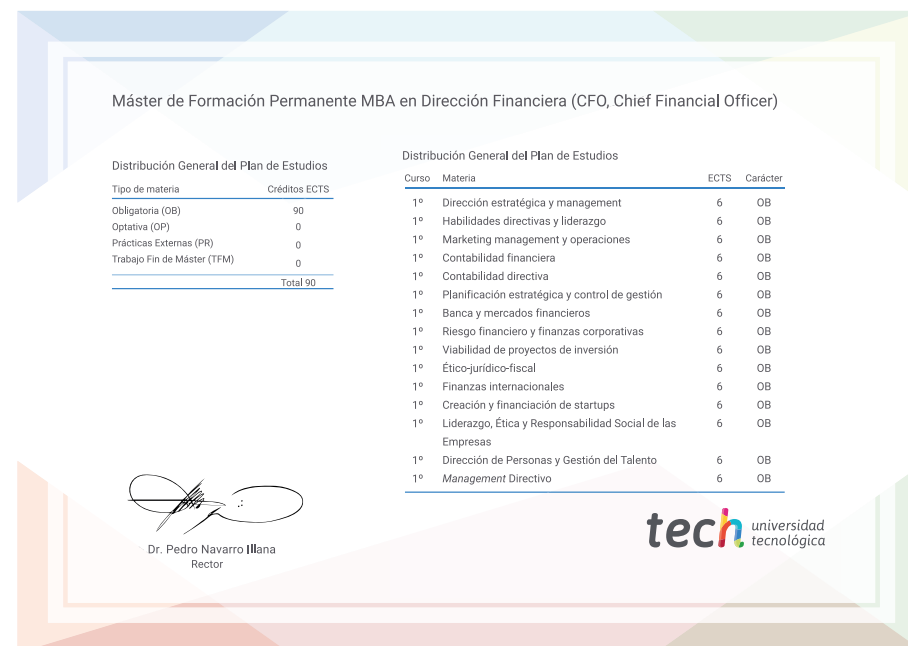 Máster de Formación Permanente MBA en Dirección Financiera (CFO, Chief Financial Officer)
Distribución General del Plan de Estudios
Tipo de materia Créditos ECTS
Obligatoria (OB) 90
Optativa (OP) 0
Prácticas Externas (PR) 0
Trabajo Fin de Máster (TFM) 0
Total 90
Distribución General del Plan de Estudios
Curso Materia ECTS Carácter
1º Dirección estratégica y management 6 OB
1º Habilidades directivas y liderazgo 6 OB
1º Marketing management y operaciones 6 OB
1º Contabilidad financiera 6 OB
1º Contabilidad directiva 6 OB
1º Planificación estratégica y control de gestión 6 OB
1º Banca y mercados financieros 6 OB
1º Riesgo financiero y finanzas corporativas 6 OB
1º Viabilidad de proyectos de inversión 6 OB
1º Ético-jurídico-fiscal 6 OB
1º Finanzas internacionales 6 OB
1º Creación y financiación de startups 6 OB
1º Liderazgo, Ética y Responsabilidad Social de las 6 OB
Empresas
1º Dirección de Personas y Gestión del Talento 6 OB
1º Management Directivo 6 OB
Dr. Pedro Navarro Illana
Rector
tech universidad
tecnológica